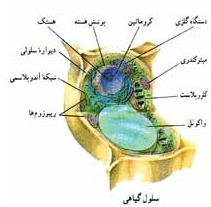 دستگاه گلژی
کروماتین
پوشش هسته
هستک
میتوکندری
دیوارهٔ سلولی
شبکهٔ آندوپلاسمی
کلروپلاست
ریبوزوم‌ها
واکوئل
سلول گیاهی